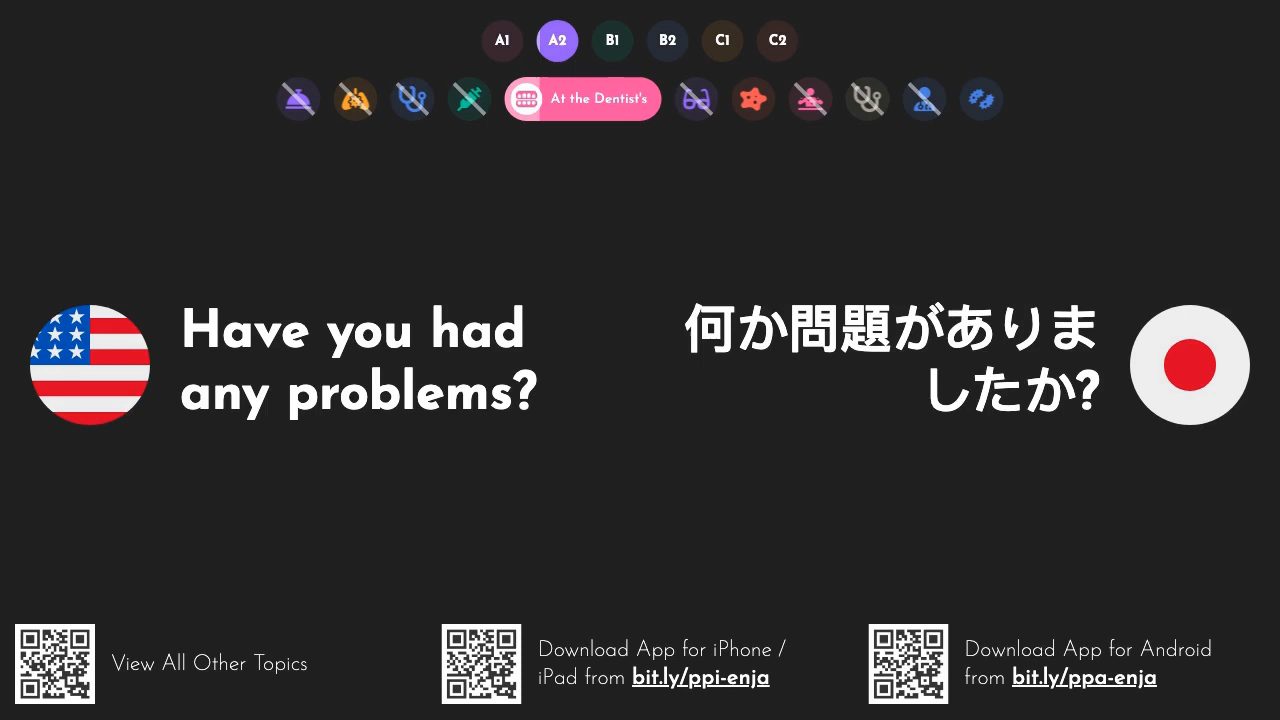 A1 A2 B1 B2 C1 C2
At the Dentist's
Have you had
any problems?
何か問題がありま
したか?
View All Other Topics
Download App for iPhone /
iPad from bit.ly/ppi-enja
Download App for Android
from bit.ly/ppa-enja